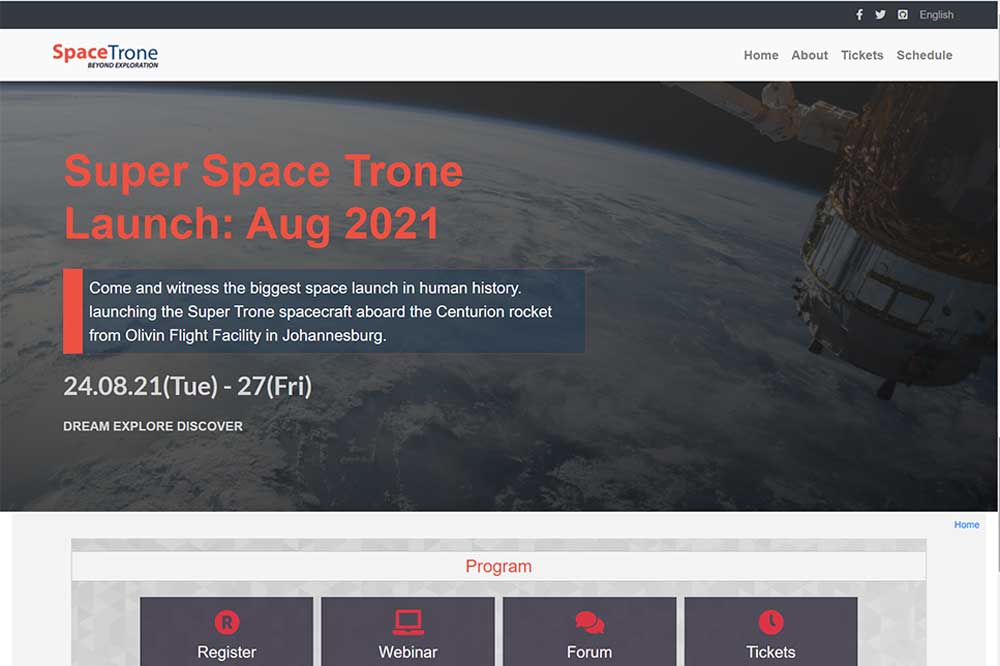 English
SpaceTrone
BEYOND EXPLORATION
Home About Tickets Schedule
Super Space Trone
Launch: Aug 2021
Come and witness the biggest space launch in human history.
launching the Super Trone spacecraft aboard the Centurion rocket
from Olivin Flight Facility in Johannesburg.
24.08.21(Tue) - 27(Fri)
DREAM EXPLORE DISCOVER
Home
Program
R
Register Webinar Forum Tickets